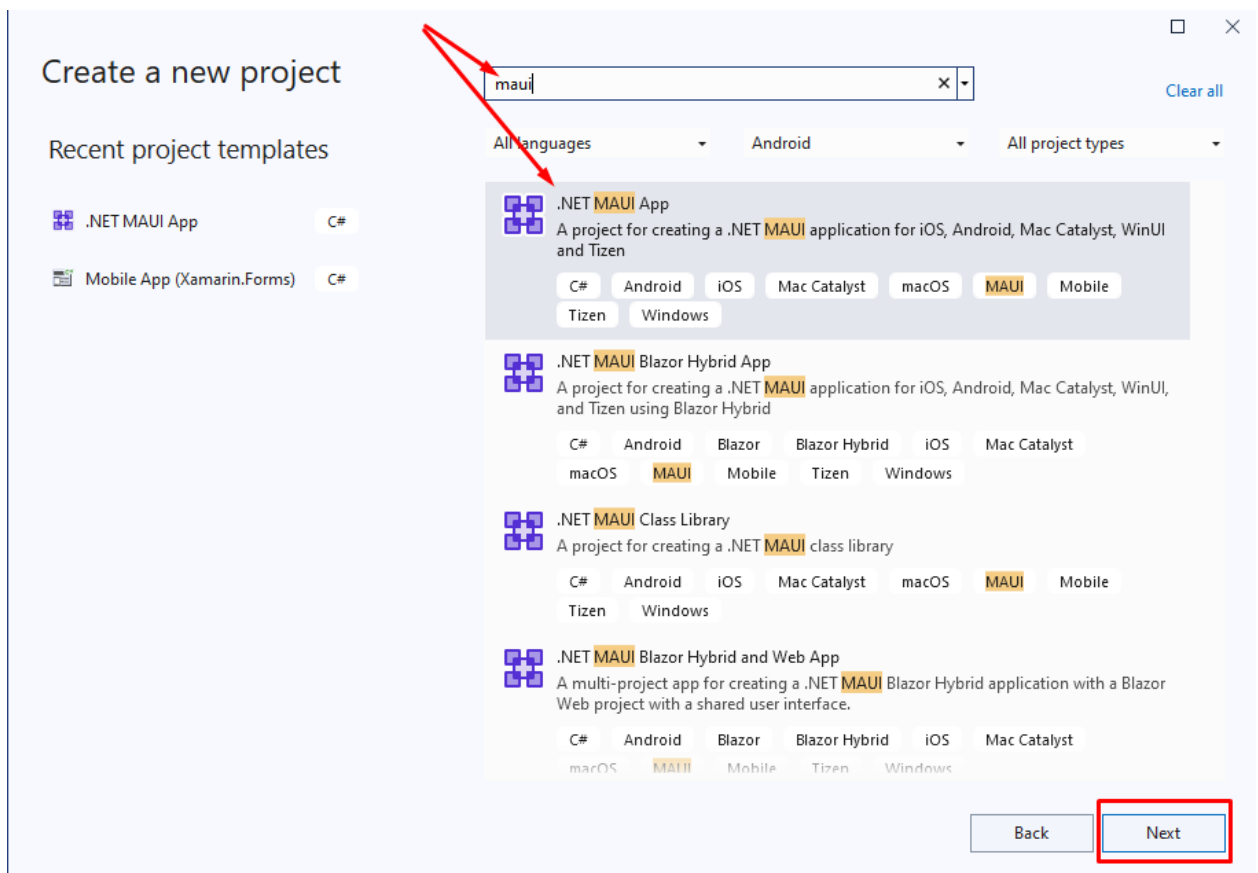 Create a new project
Recent project templates
.NET MAUI App C#
Mobile App (Xamarin.Forms) C#
maui
Clear all
All languages Android All project types
.NET MAUI App
A project for creating a .NET MAUI application for iOS, Android, Mac Catalyst, WinUI
and Tizen
C# Android iOS Mac Catalyst macOS MAUI Mobile
Tizen Windows
.NET MAUI Blazor Hybrid App
A project for creating a .NET MAUI application for iOS, Android, Mac Catalyst, WinUI,
and Tizen using Blazor Hybrid
C# Android Blazor Blazor Hybrid iOS Mac Catalyst
macOS MAUI Mobile Tizen Windows
.NET MAUI Class Library
A project for creating a .NET MAUI class library
C# Android iOS Mac Catalyst macOS MAUI Mobile
Tizen Windows
.NET MAUI Blazor Hybrid and Web App
A multi-project app for creating a .NET MAUI Blazor Hybrid application with a Blazor
Web project with a shared user interface.
C# Android Blazor Blazor Hybrid iOS Mac Catalyst
macOS MAUI Mobile Tizen Windows
Back Next